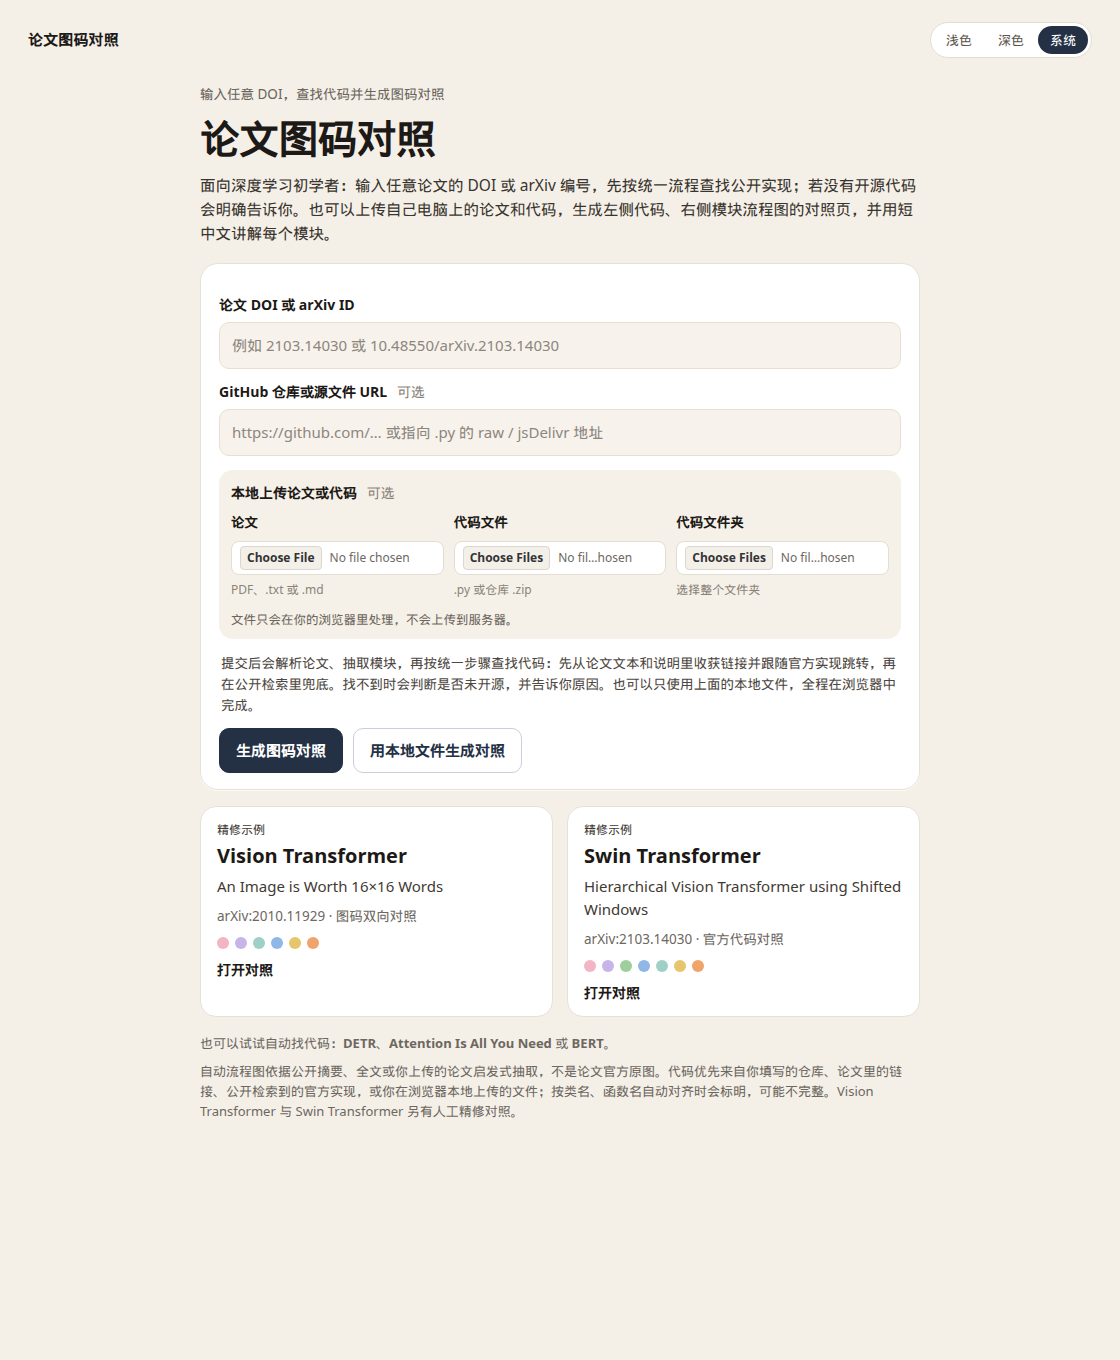 论文图码对照
浅色 深色 系统
输入任意 DOI，查找代码并生成图码对照
论文图码对照
面向深度学习初学者：输入任意论文的 DOI 或 arXiv 编号，先按统一流程查找公开实现；若没有开源代码
会明确告诉你。也可以上传自己电脑上的论文和代码，生成左侧代码、右侧模块流程图的对照页，并用短
中文讲解每个模块。
论文 DOI 或 arXiv ID
例如 2103.14030 或 10.48550/arXiv.2103.14030
GitHub 仓库或源文件 URL 可选
https://github.com/... 或指向 .py 的 raw / jsDelivr 地址
本地上传论文或代码 可选
论文 代码文件 代码文件夹
Choose File No file chosen Choose Files No fil...hosen Choose Files No fil...hosen
PDF、.txt 或 .md .py 或仓库 .zip 选择整个文件夹
文件只会在你的浏览器里处理，不会上传到服务器。
提交后会解析论文、抽取模块，再按统一步骤查找代码：先从论文文本和说明里收获链接并跟随官方实现跳转，再
在公开检索里兜底。找不到时会判断是否未开源，并告诉你原因。也可以只使用上面的本地文件，全程在浏览器中
完成。
生成图码对照 用本地文件生成对照
精修示例
Vision Transformer
An Image is Worth 16×16 Words
arXiv:2010.11929 · 图码双向对照
打开对照
精修示例
Swin Transformer
Hierarchical Vision Transformer using Shifted
Windows
arXiv:2103.14030 · 官方代码对照
打开对照
也可以试试自动找代码：DETR、Attention Is All You Need 或 BERT。
自动流程图依据公开摘要、全文或你上传的论文启发式抽取，不是论文官方原图。代码优先来自你填写的仓库、论文里的链
接、公开检索到的官方实现，或你在浏览器本地上传的文件；按类名、函数名自动对齐时会标明，可能不完整。Vision
Transformer 与 Swin Transformer 另有人工精修对照。